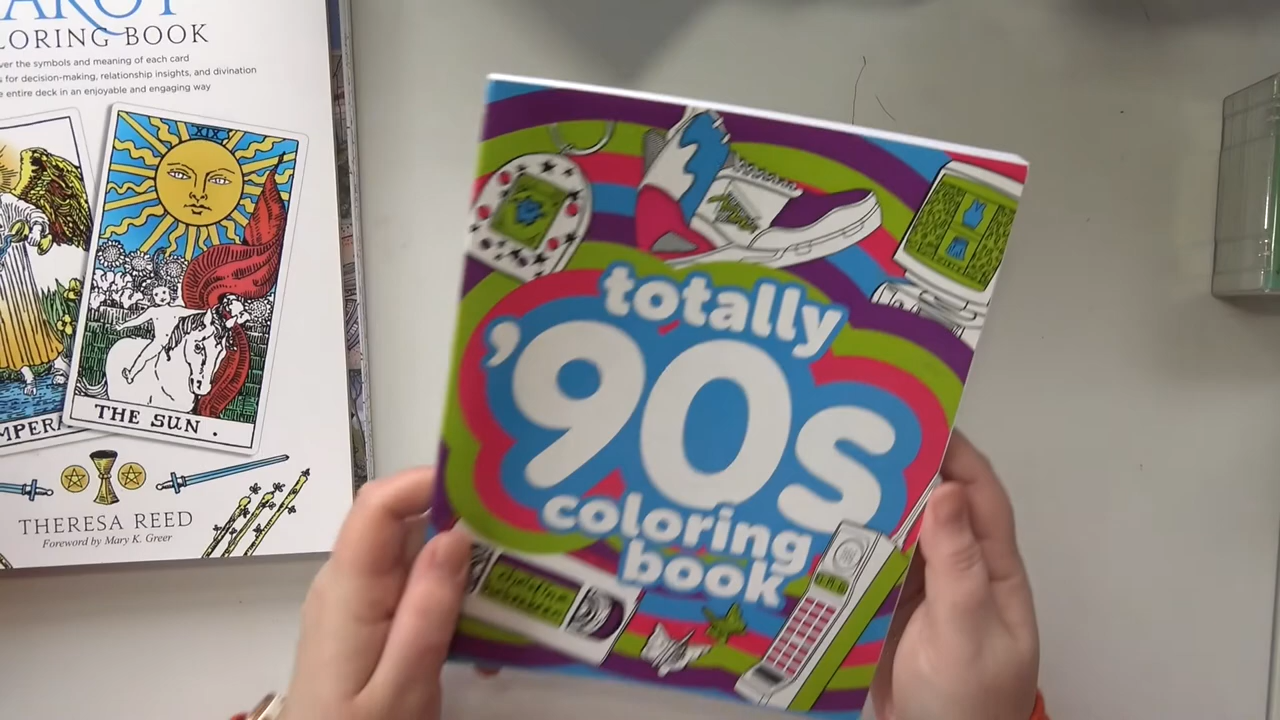 AROT
LORING BOOK
ver the symbols and meaning of each card
s for decision-making, relationship insights, and divination
e entire deck in an enjoyable and engaging way
XIX
MPERA
THE SUN.
THERESA REED
Foreword by Mary K. Greer
totally
'90s
coloring
book